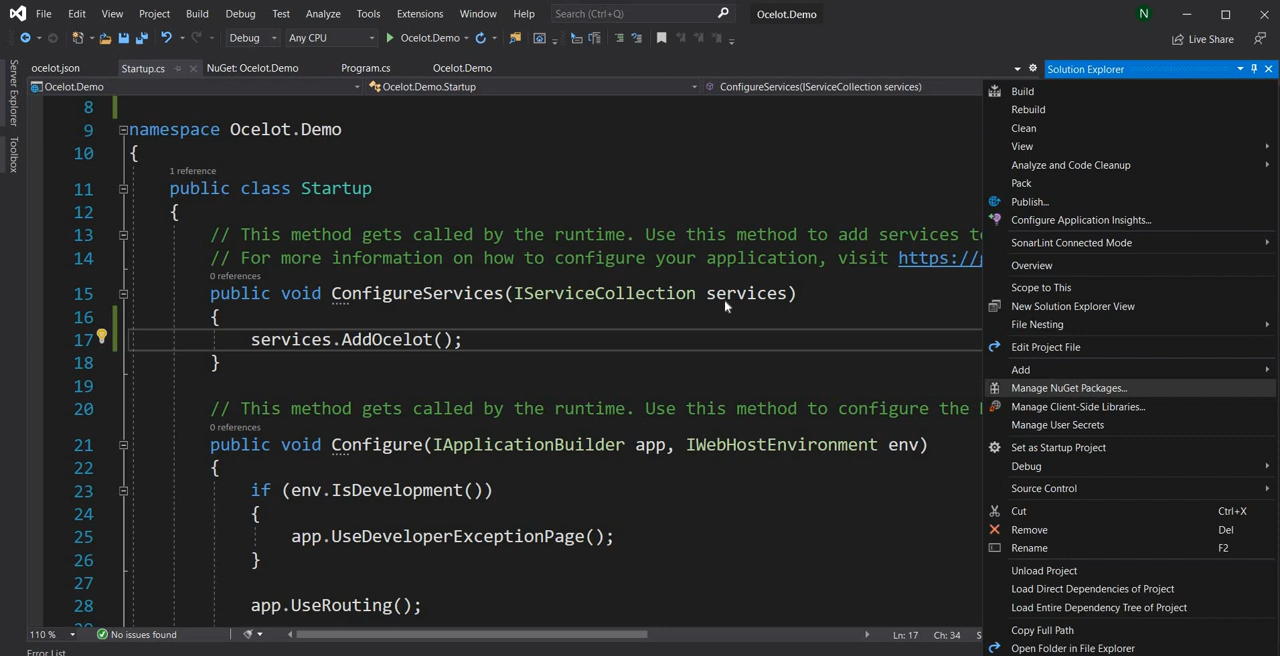 File Edit View Project Build Debug Test Analyze Tools Extensions Window Help Search (Ctrl+Q) Ocelot.Demo N
Debug Any CPU Ocelot.Demo Live Share
Server Explorer
Toolbox
ocelot.json Startup.cs NuGet: Ocelot.Demo Program.cs Ocelot.Demo
Ocelot.Demo Ocelot.Demo.Startup ConfigureServices(IServiceCollection services)
8
9 namespace Ocelot.Demo
10 {
1 reference
11 public class Startup
12 {
13 // This method gets called by the runtime. Use this method to add services to
14 // For more information on how to configure your application, visit https://
0 references
15 public void ConfigureServices(IServiceCollection services)
16 {
17 services.AddOcelot();
18 }
19
20 // This method gets called by the runtime. Use this method to configure the
0 references
21 public void Configure(IApplicationBuilder app, IWebHostEnvironment env)
22 {
23 if (env.IsDevelopment())
24 {
25 app.UseDeveloperExceptionPage();
26 }
27
28 app.UseRouting();
110 % No issues found Ln: 17 Ch: 34 S
Error List
Solution Explorer
Build
Rebuild
Clean
View
Analyze and Code Cleanup
Pack
Publish...
Configure Application Insights...
SonarLint Connected Mode
Overview
Scope to This
New Solution Explorer View
File Nesting
Edit Project File
Add
Manage NuGet Packages...
Manage Client-Side Libraries...
Manage User Secrets
Set as Startup Project
Debug
Source Control
Cut Ctrl+X
Remove Del
Rename F2
Unload Project
Load Direct Dependencies of Project
Load Entire Dependency Tree of Project
Copy Full Path
Open Folder in File Explorer